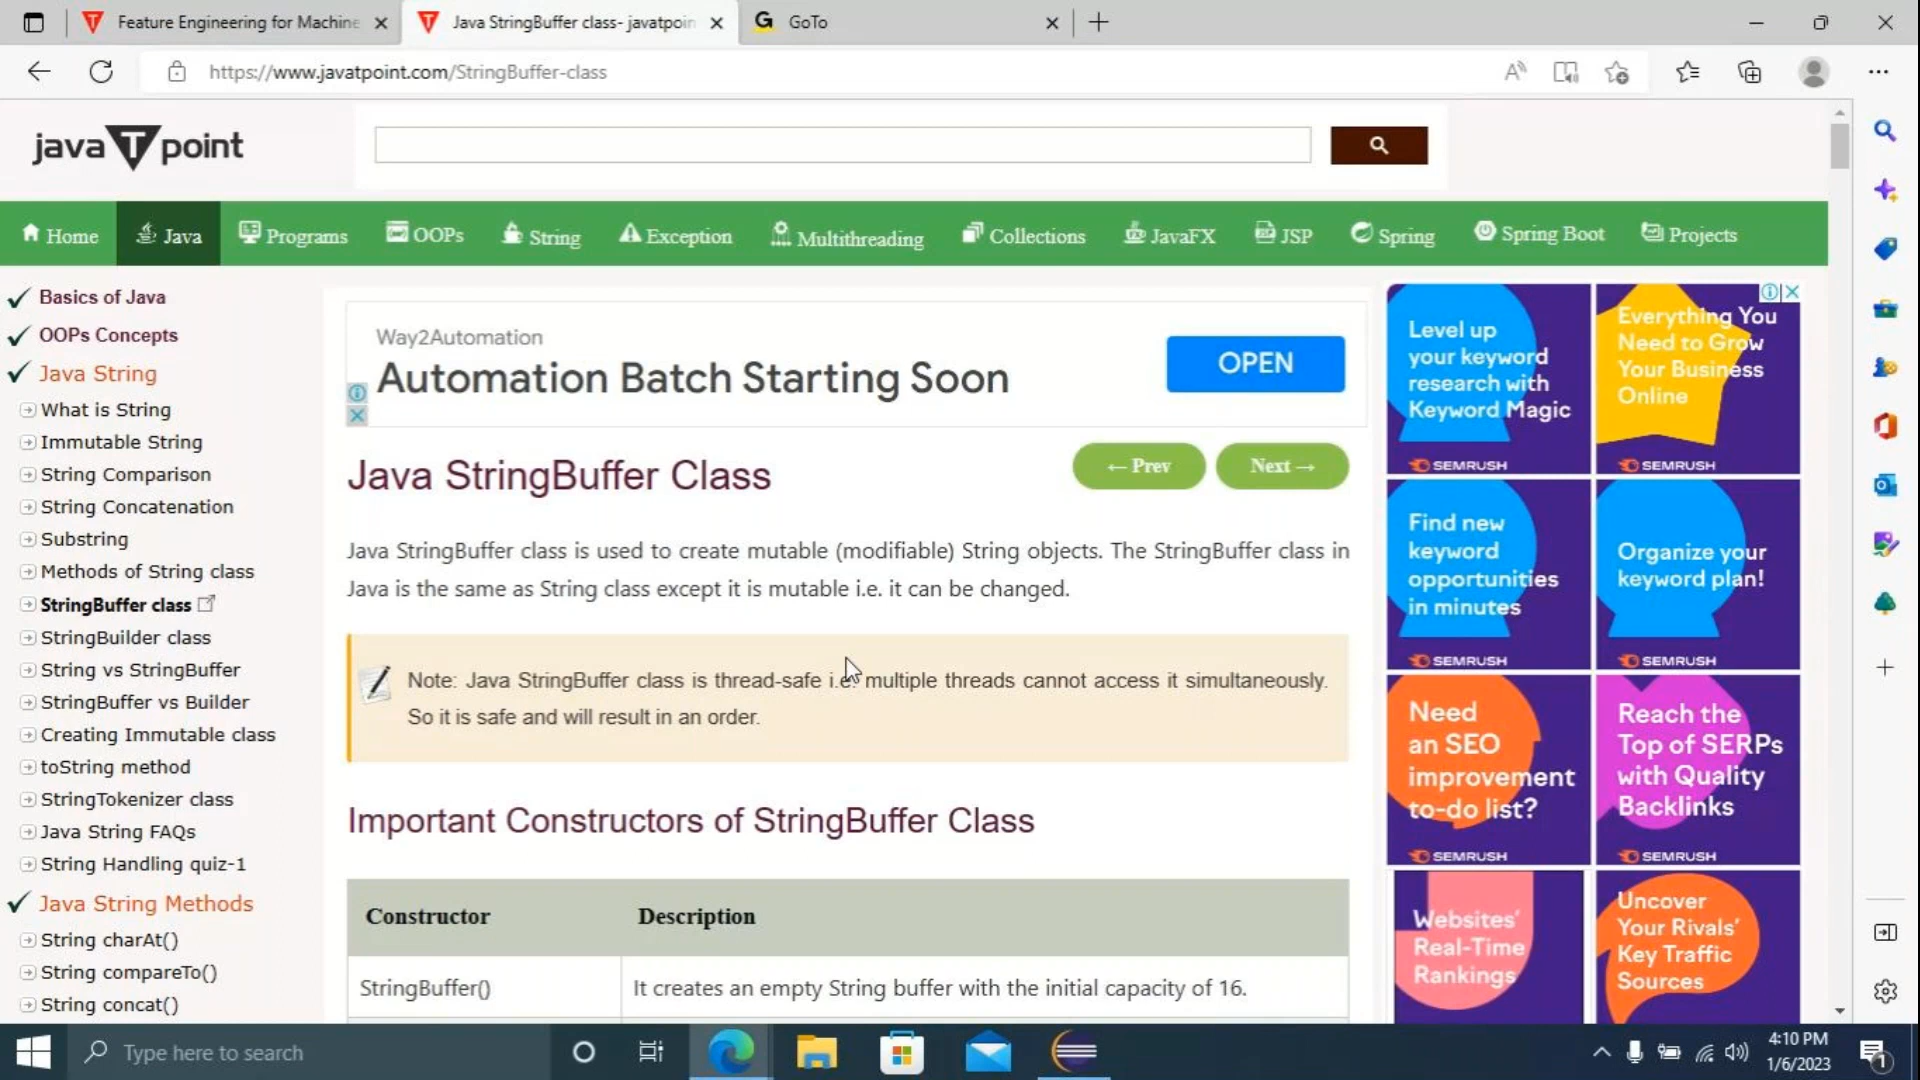 Feature Engineering for Machine
Java StringBuffer class- javatpoin
G GoTo
https://www.javatpoint.com/StringBuffer-class
java T point
Home
Java
Programs
OOPs
String
Exception
Multithreading
Collections
JavaFX
JSP
Spring
Spring Boot
Projects
Basics of Java
OOPs Concepts
Java String
What is String
Immutable String
String Comparison
String Concatenation
Substring
Methods of String class
StringBuffer class
StringBuilder class
String vs StringBuffer
StringBuffer vs Builder
Creating Immutable class
toString method
StringTokenizer class
Java String FAQs
String Handling quiz-1
Java String Methods
String charAt()
String compareTo()
String concat()
Way2Automation
Automation Batch Starting Soon
OPEN
Java StringBuffer Class
← Prev
Next →
Java StringBuffer class is used to create mutable (modifiable) String objects. The StringBuffer class in
Java is the same as String class except it is mutable i.e. it can be changed.
Note: Java StringBuffer class is thread-safe i.e. multiple threads cannot access it simultaneously.
So it is safe and will result in an order.
Important Constructors of StringBuffer Class
Constructor
Description
StringBuffer()
It creates an empty String buffer with the initial capacity of 16.
Level up
your keyword
research with
Keyword Magic
SEMRUSH
Everything You
Need to Grow
Your Business
Online
SEMRUSH
Find new
keyword
opportunities
in minutes
SEMRUSH
Organize your
keyword plan!
SEMRUSH
Need
an SEO
improvement
to-do list?
SEMRUSH
Reach the
Top of SERPs
with Quality
Backlinks
SEMRUSH
Websites'
Real-Time
Rankings
Uncover
Your Rivals'
Key Traffic
Sources
Type here to search
4:10 PM
1/6/2023
1